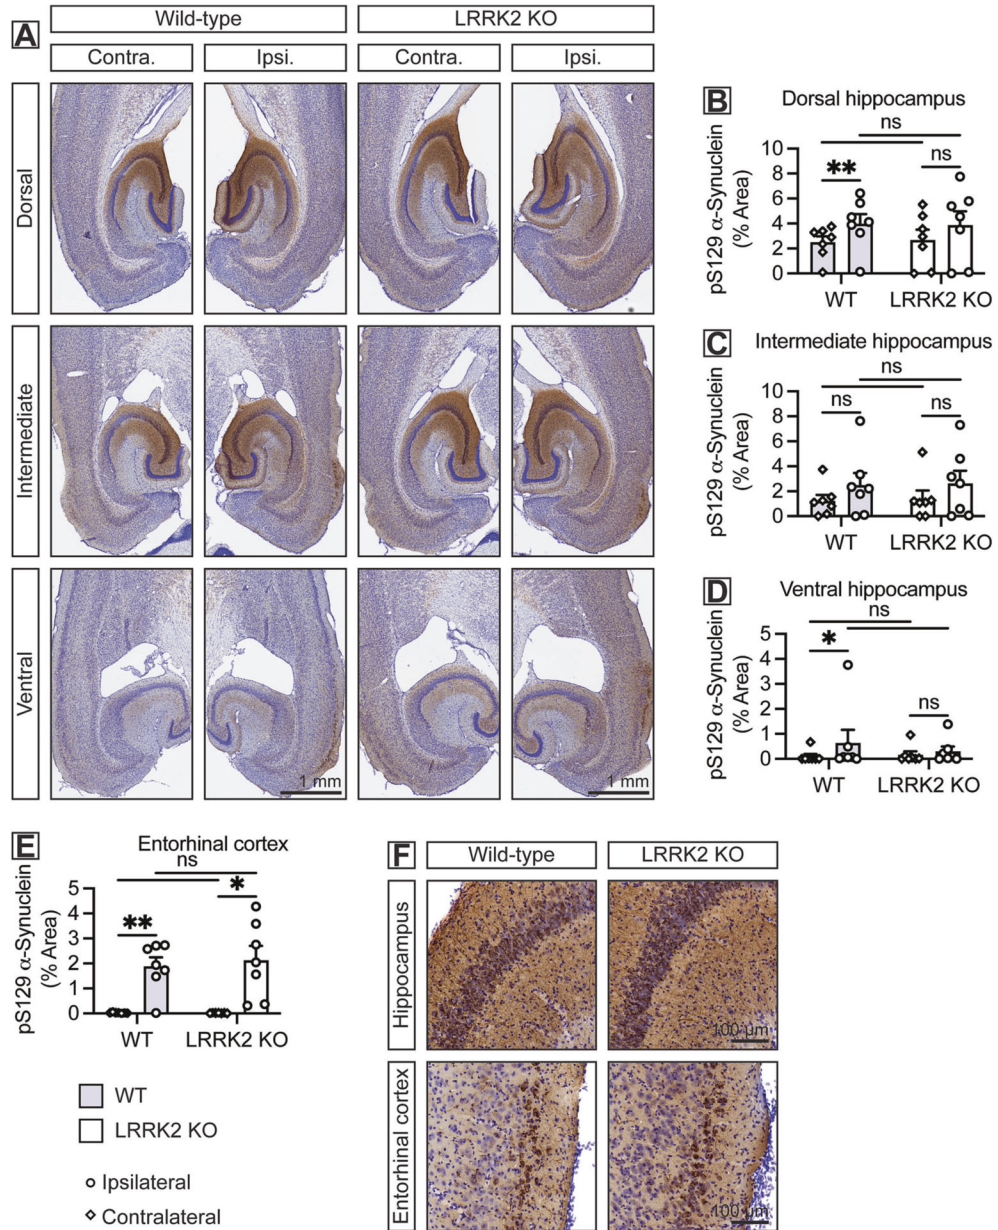 A
Wild-type
LRRK2 KO
Contra.
Ipsi.
Contra.
Ipsi.
Dorsal
Intermediate
Ventral
1 mm
1 mm
B
Dorsal hippocampus
ns
**
ns
pS129 α-Synuclein
(% Area)
10
8
6
4
2
0
WT
LRRK2 KO
C
Intermediate hippocampus
ns
ns
ns
pS129 α-Synuclein
(% Area)
10
8
6
4
2
0
WT
LRRK2 KO
D
Ventral hippocampus
ns
*
ns
pS129 α-Synuclein
(% Area)
5
4
3
2
1
0
WT
LRRK2 KO
E
Entorhinal cortex
ns
**
*
pS129 α-Synuclein
(% Area)
5
4
3
2
1
0
WT
LRRK2 KO
WT
LRRK2 KO
Ipsilateral
Contralateral
F
Wild-type
LRRK2 KO
Hippocampus
100 µm
Entorhinal cortex
100 µm